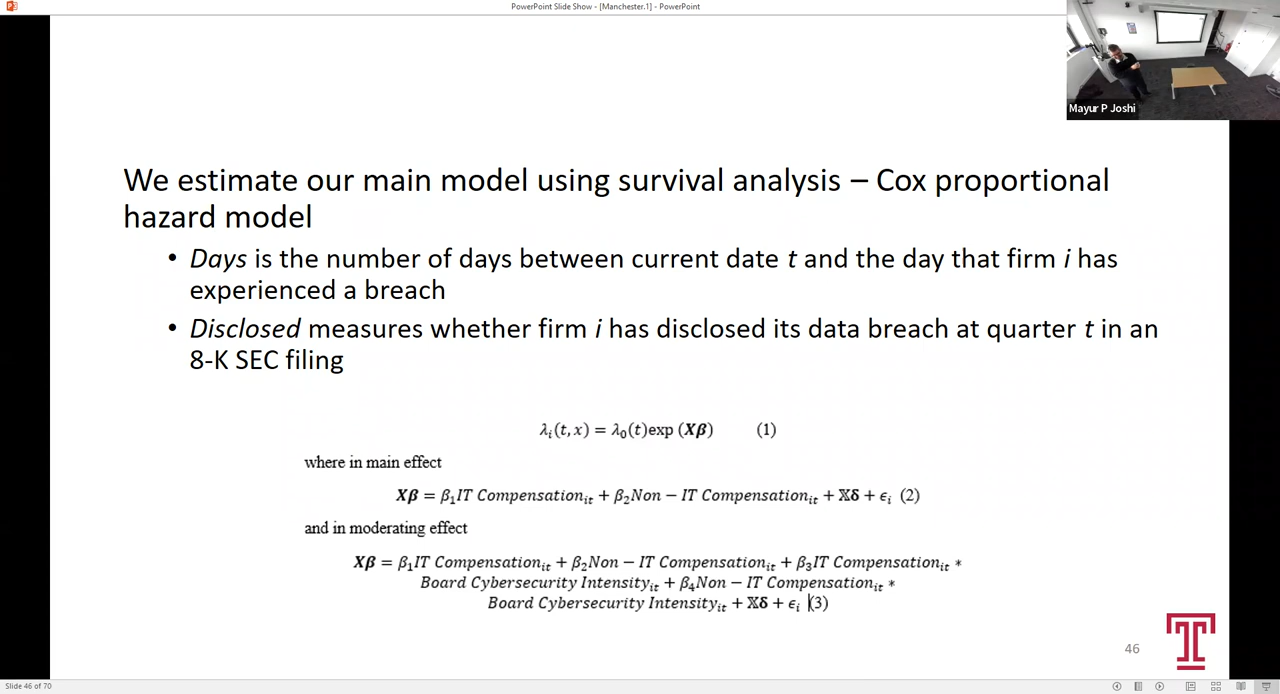 PowerPoint Slide Show - [Manchester.1] - PowerPoint
Mayur P Joshi
We estimate our main model using survival analysis – Cox proportional
hazard model
• Days is the number of days between current date t and the day that firm i has
experienced a breach
• Disclosed measures whether firm i has disclosed its data breach at quarter t in an
8-K SEC filing
λᵢ(t, x) = λ₀(t)exp (Xβ) (1)
where in main effect
Xβ = β₁IT Compensationᵢₜ + β₂Non − IT Compensationᵢₜ + 𝕏δ + ϵᵢ (2)
and in moderating effect
Xβ = β₁IT Compensationᵢₜ + β₂Non − IT Compensationᵢₜ + β₃IT Compensationᵢₜ *
Board Cybersecurity Intensityᵢₜ + β₄Non − IT Compensationᵢₜ *
Board Cybersecurity Intensityᵢₜ + 𝕏δ + ϵᵢ (3)
46
Slide 46 of 70